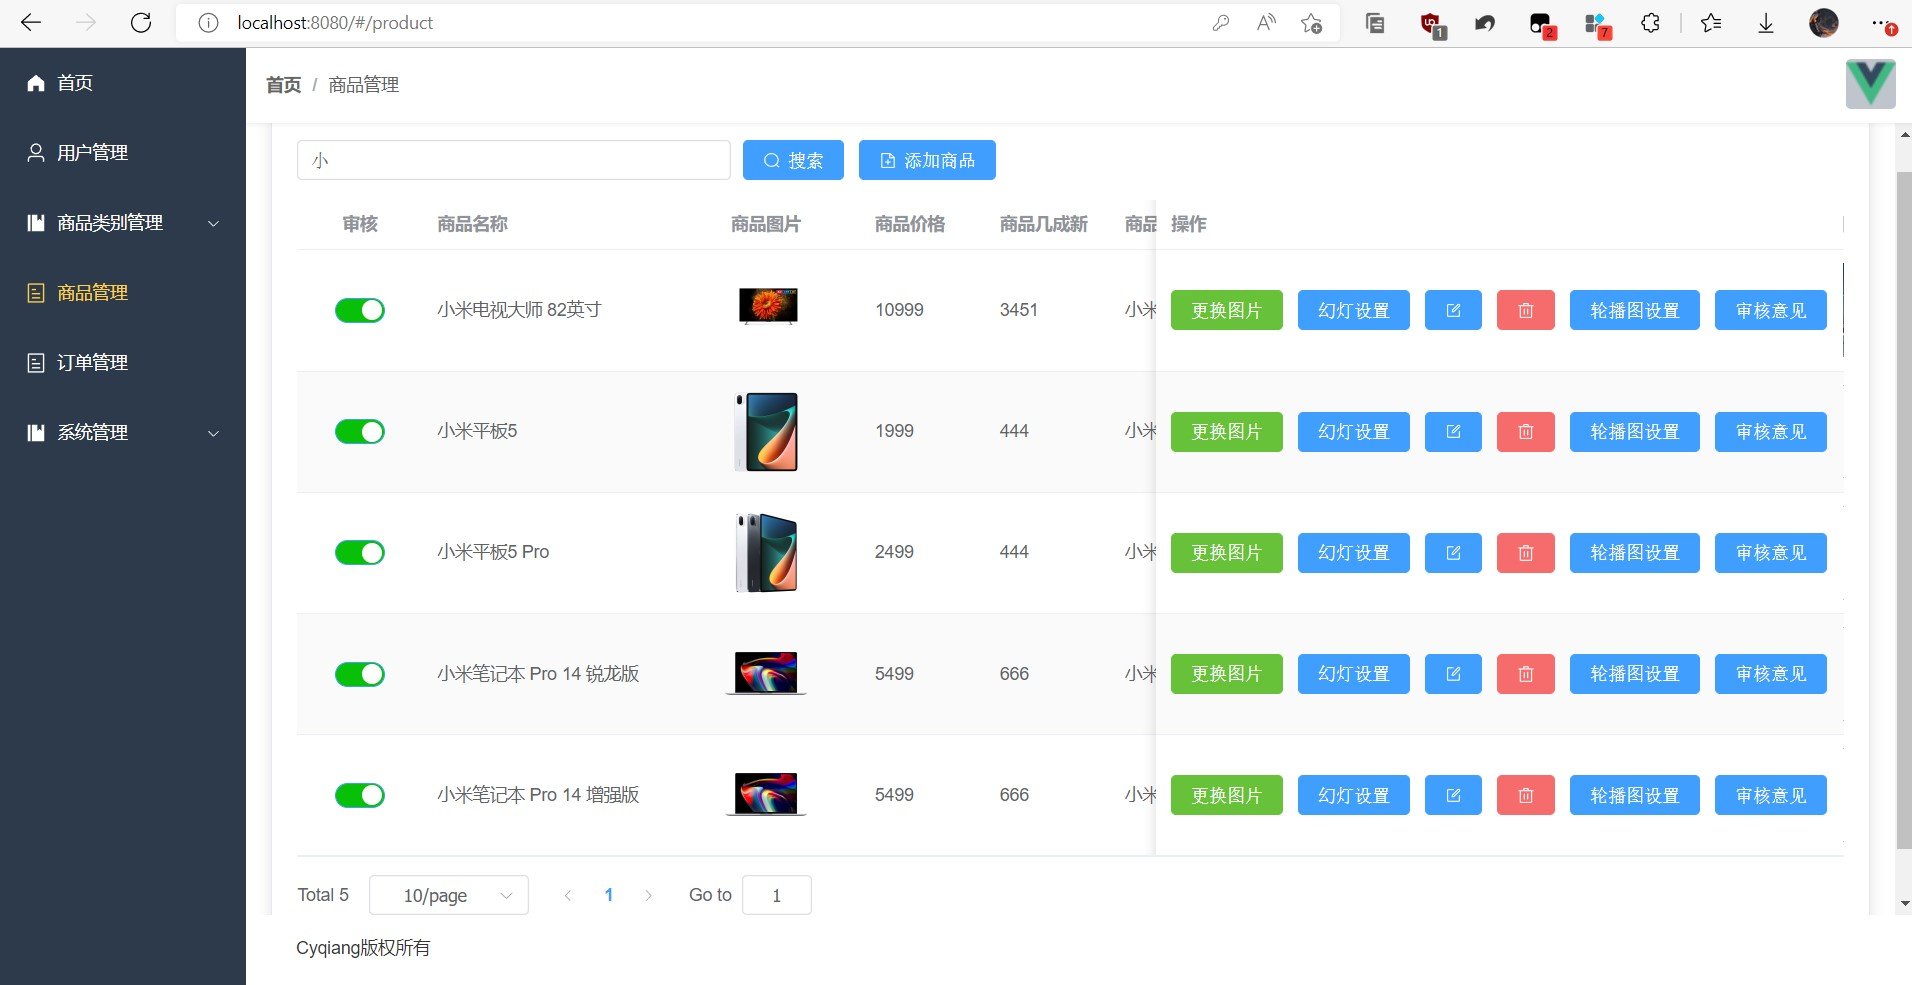 localhost:8080/#/product
1
2
7
首页
用户管理
商品类别管理
商品管理
订单管理
系统管理
首页 / 商品管理
小
搜索
添加商品
审核 商品名称 商品图片 商品价格 商品几成新 商品 操作
小米电视大师 82英寸 10999 3451 小米 更换图片 幻灯设置 轮播图设置 审核意见
小米平板5 1999 444 小米 更换图片 幻灯设置 轮播图设置 审核意见
小米平板5 Pro 2499 444 小米 更换图片 幻灯设置 轮播图设置 审核意见
小米笔记本 Pro 14 锐龙版 5499 666 小米 更换图片 幻灯设置 轮播图设置 审核意见
小米笔记本 Pro 14 增强版 5499 666 小米 更换图片 幻灯设置 轮播图设置 审核意见
Total 5 10/page 1 Go to 1
Cyqiang版权所有